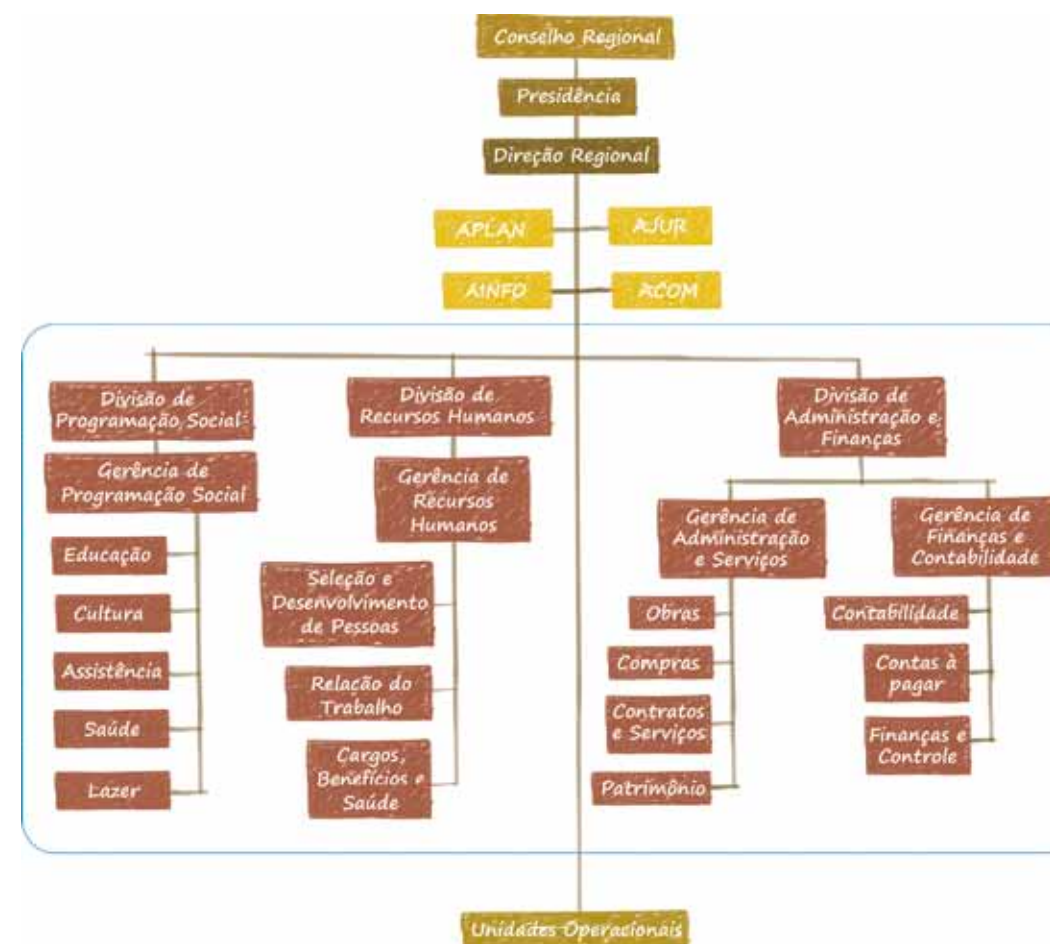 Conselho Regional
Presidência
Direção Regional
APLAN
AJUR
AINFO
ACOM
Divisão de
Programação Social
Gerência de
Programação Social
Educação
Cultura
Assistência
Saúde
Lazer
Divisão de
Recursos Humanos
Gerência de
Recursos
Humanos
Seleção e
Desenvolvimento
de Pessoas
Relação do
Trabalho
Cargos,
Benefícios e
Saúde
Divisão de
Administração e
Finanças
Gerência de
Administração
e Serviços
Obras
Compras
Contratos
e Serviços
Patrimônio
Gerência de
Finanças e
Contabilidade
Contabilidade
Contas à
pagar
Finanças e
Controle
Unidades Operacionais